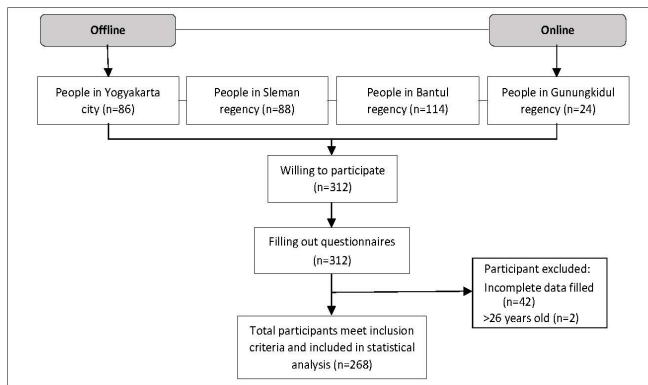 Offline
Online
People in Yogyakarta
city (n=86)
People in Sleman
regency (n=88)
People in Bantul
regency (n=114)
People in Gunungkidul
regency (n=24)
Willing to participate
(n=312)
Filling out questionnaires
(n=312)
Participant excluded:
Incomplete data filled
(n=42)
>26 years old (n=2)
Total participants meet inclusion
criteria and included in statistical
analysis (n=268)